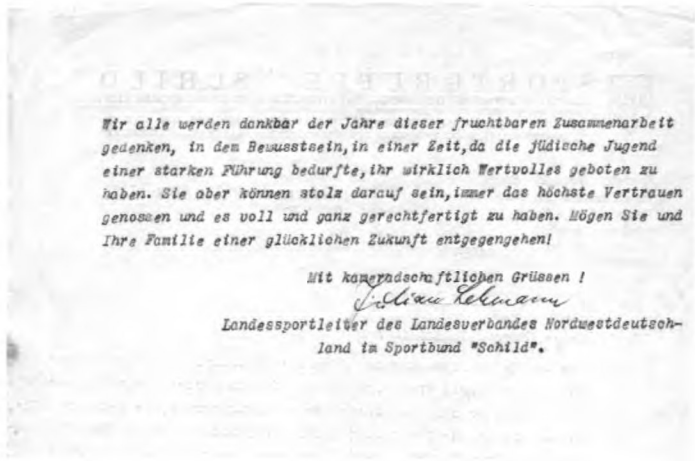 Wir alle werden dankbar der Jahre dieser fruchtbaren Zusammenarbeit
gedenken, in dem Bewusstsein,in einer Zeit,da die jüdische Jugend
einer starken Führung bedurfte,ihr wirklich Wertvolles geboten zu
haben. Sie aber können stolz darauf sein,immer das höchste Vertrauen
genossen und es voll und ganz gerechtfertigt zu haben. Mögen Sie und
Ihre Familie einer glücklichen Zukunft entgegengehen!
Mit kameradschaftlichen Grüssen !
Lehmann
Landessportleiter des Landesverbandes Nordwestdeutsch-
land im Sportbund "Schild".